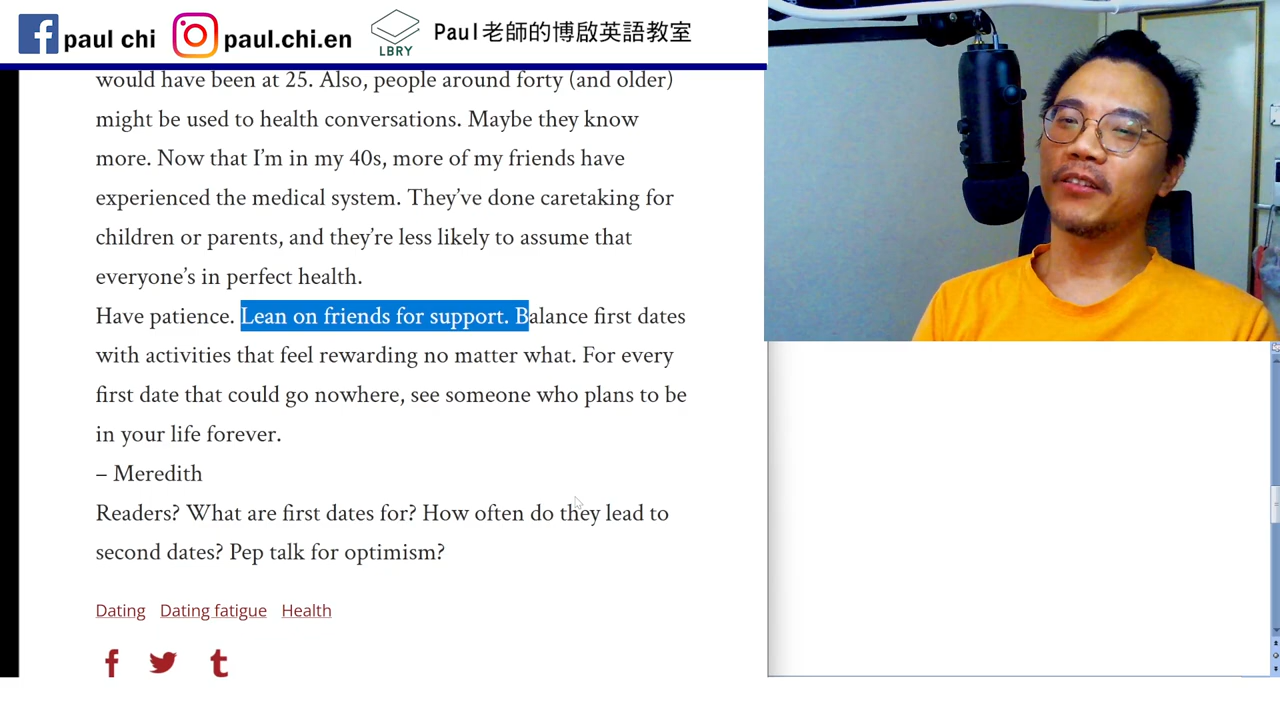 paul chi paul.chi.en LBRY Paul老師的博啟英語教室
would have been at 25. Also, people around forty (and older)
might be used to health conversations. Maybe they know
more. Now that I’m in my 40s, more of my friends have
experienced the medical system. They’ve done caretaking for
children or parents, and they’re less likely to assume that
everyone’s in perfect health.
Have patience. Lean on friends for support. Balance first dates
with activities that feel rewarding no matter what. For every
first date that could go nowhere, see someone who plans to be
in your life forever.
– Meredith
Readers? What are first dates for? How often do they lead to
second dates? Pep talk for optimism?
Dating Dating fatigue Health